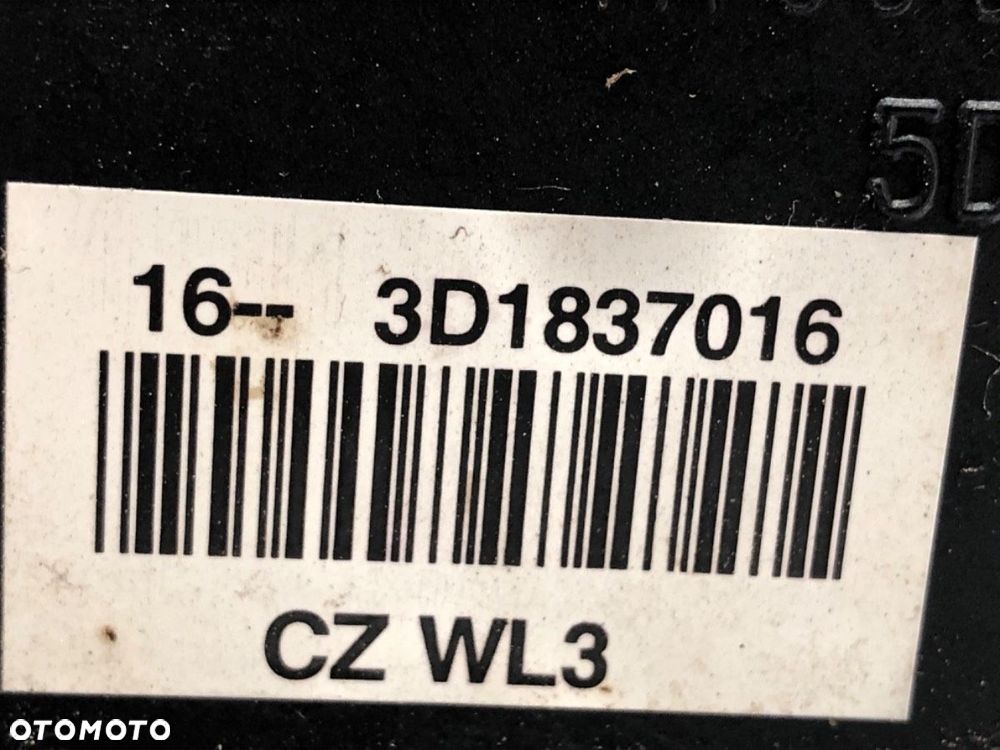 5D
16-- 3D1837016
CZ WL3
OTOMOTO